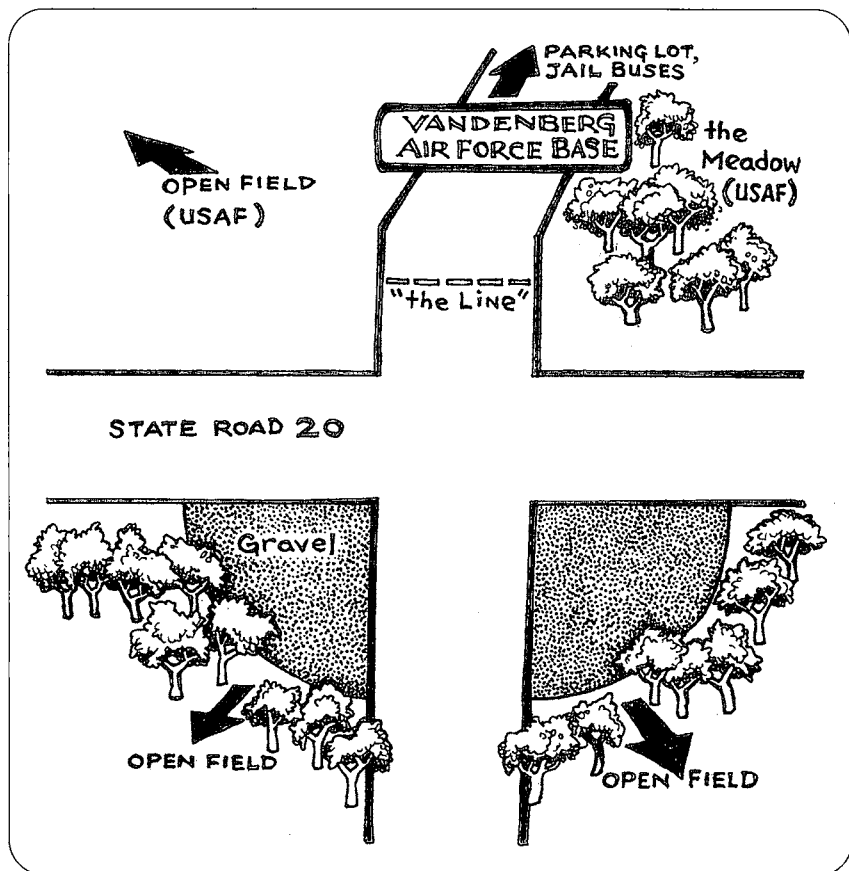 PARKING LOT,
JAIL BUSES
VANDENBERG
AIR FORCE BASE
the
Meadow
(USAF)
OPEN FIELD
(USAF)
"the LiNe"
STATE ROAD 20
Gravel
OPEN FIELD
OPEN FIELD